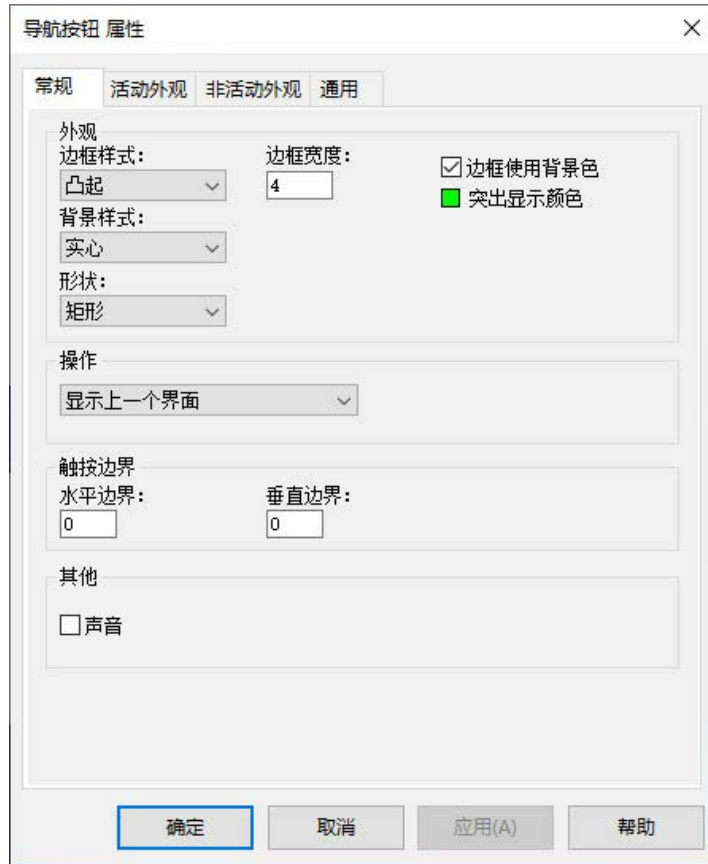 导航按钮 属性
常规 活动外观 非活动外观 通用
外观
边框样式: 边框宽度:
凸起 4 边框使用背景色
背景样式: 突出显示颜色
实心
形状:
矩形
操作
显示上一个界面
触按边界
水平边界: 垂直边界:
0 0
其他
声音
确定 取消 应用(A) 帮助